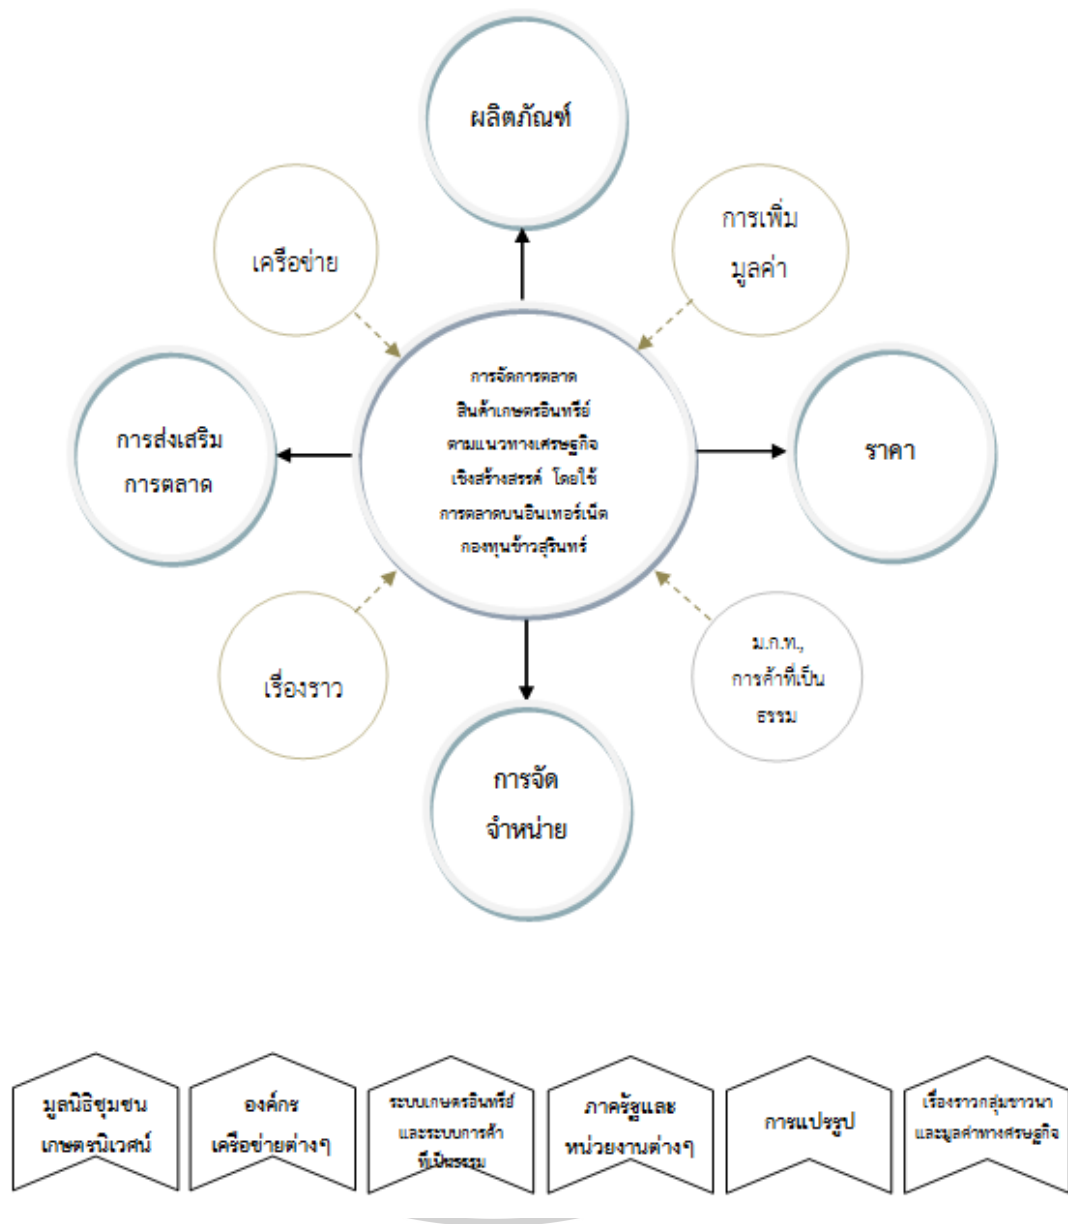 ผลิตภัณฑ์
เครือข่าย
การเพิ่ม
มูลค่า
การจัดการตลาด
สินค้าเกษตรอินทรีย์
ตามแนวทางเศรษฐกิจ
เชิงสร้างสรรค์ โดยใช้
การตลาดบนอินเทอร์เน็ต
กองทุนข้าวสุรินทร์
การส่งเสริม
การตลาด
ราคา
เรื่องราว
ม.ก.ท.,
การค้าที่เป็น
ธรรม
การจัด
จำหน่าย
มูลนิธิชุมชน
เกษตรนิเวศน์
องค์กร
เครือข่ายต่างๆ
ระบบเกษตรอินทรีย์
และระบบการค้า
ที่เป็นธรรม
ภาครัฐและ
หน่วยงานต่างๆ
การแปรรูป
เรื่องราวกลุ่มชาวนา
และมูลค่าทางศรษฐกิจ